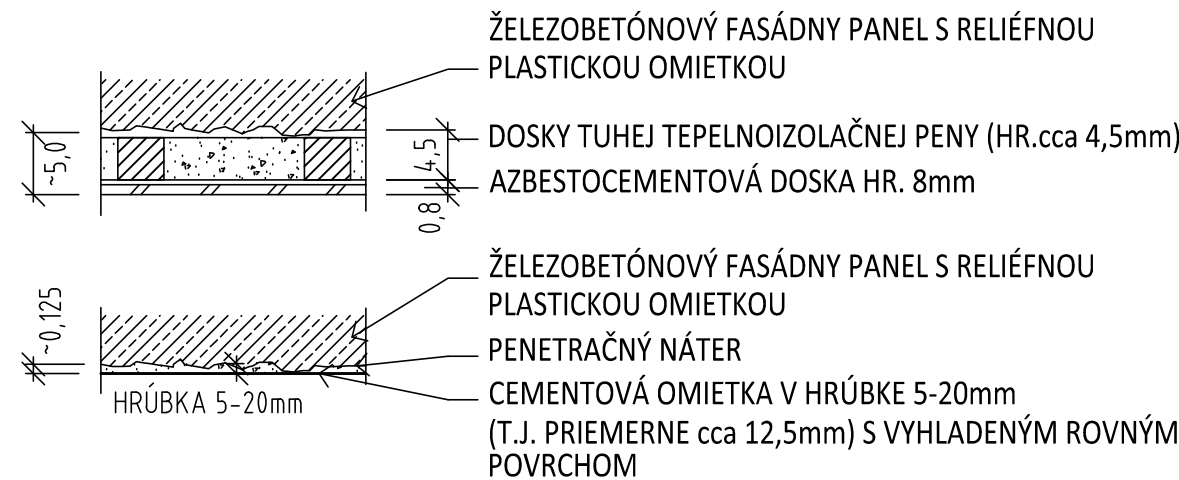 ŽELEZOBETÓNOVÝ FASÁDNY PANEL S RELIÉFNOU
PLASTICKOU OMIETKOU
~5,0
4,5
DOSKY TUHEJ TEPELNOIZOLAČNEJ PENY (HR.cca 4,5mm)
AZBESTOCEMENTOVÁ DOSKA HR. 8mm
0,8
ŽELEZOBETÓNOVÝ FASÁDNY PANEL S RELIÉFNOU
PLASTICKOU OMIETKOU
~0,125
PENETRAČNÝ NÁTER
HRÚBKA 5-20mm
CEMENTOVÁ OMIETKA V HRÚBKE 5-20mm
(T.J. PRIEMERNE cca 12,5mm) S VYHLADENÝM ROVNÝM
POVRCHOM